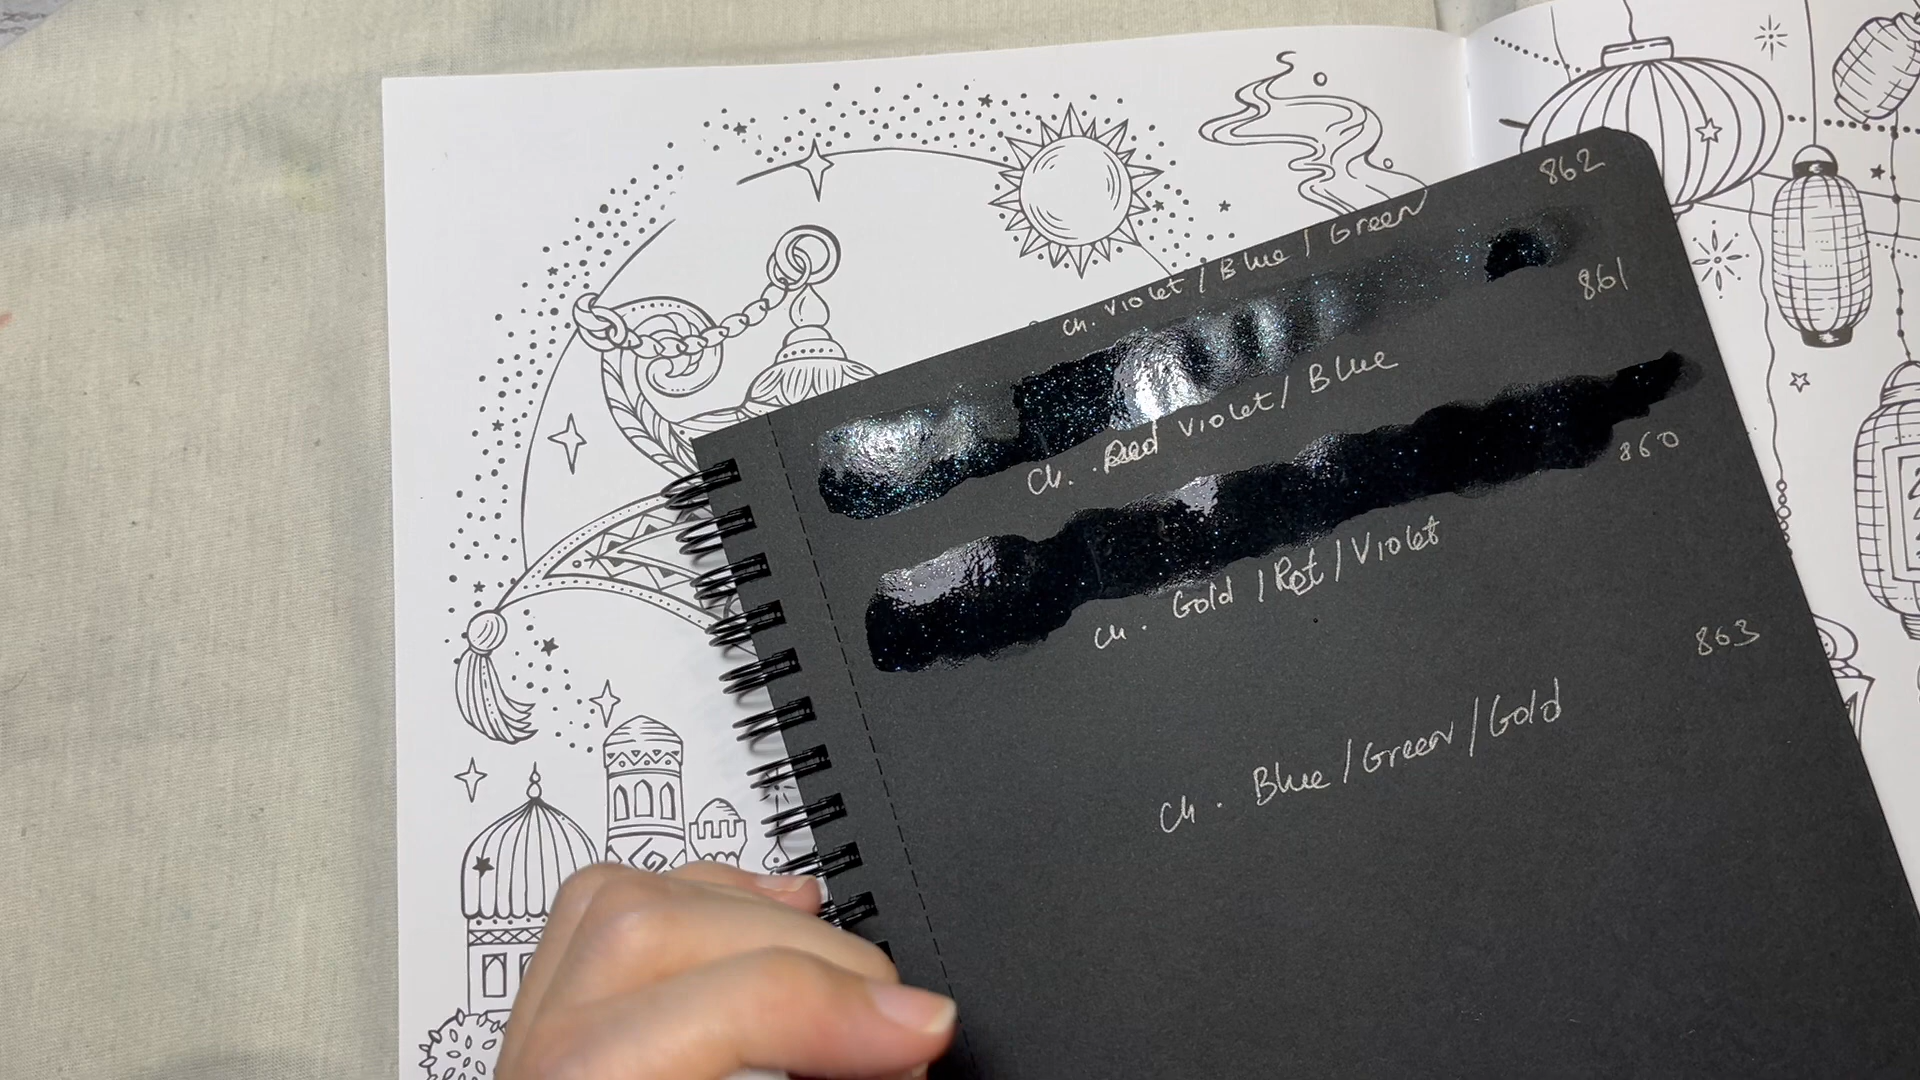 862
Ch. Violet / Blue / Green
861
Ch. Red Violet / Blue
860
Ch. Gold / Rot / Violet
863
Ch. Blue / Green / Gold